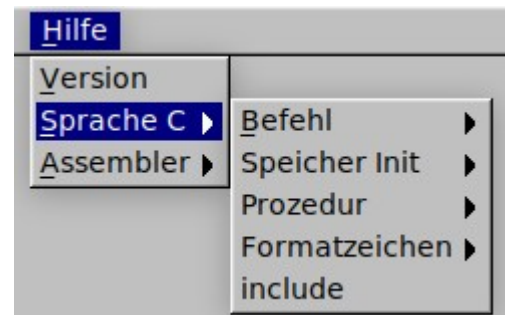 Hilfe
Version
Sprache C
Assembler
Befehl
Speicher Init
Prozedur
Formatzeichen
include